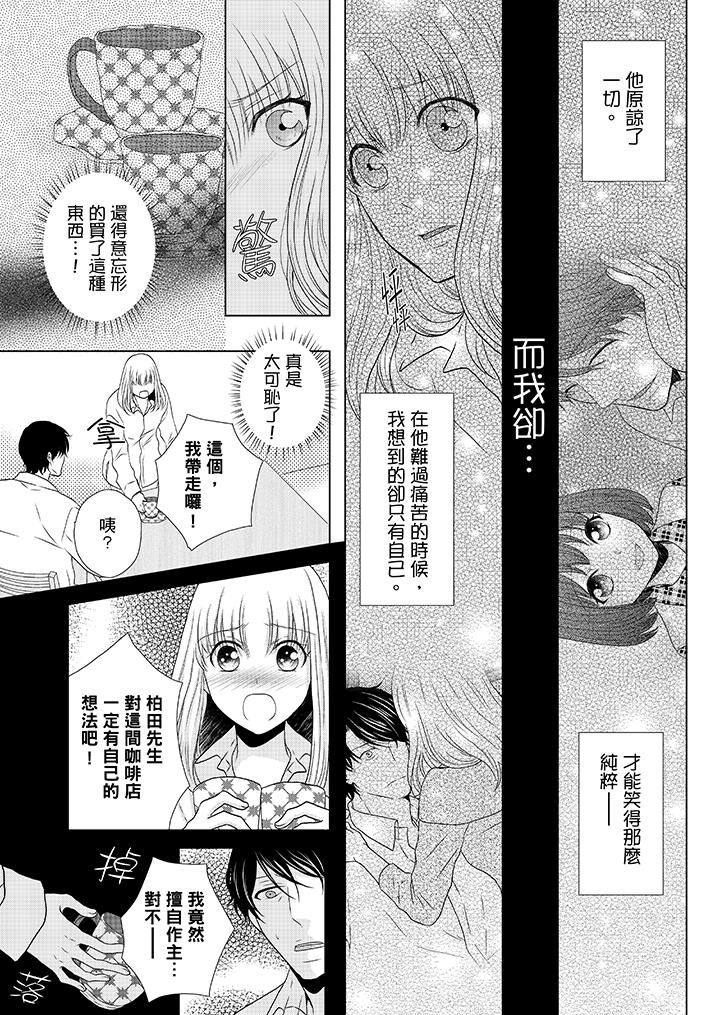 他原諒了
一切。
才能笑得那麼
純粹──
而我卻…
怦
怦
在他難過痛苦的時候，
我想到的卻只有自己。
驚
還得意忘形
的買了這種
東西…！
真是
太可恥了！
這個，
我帶走囉！
拿
咦？
柏田先生
對這間咖啡店
一定有自己的
想法吧！
我竟然
擅自作主…
對不──
掉
落